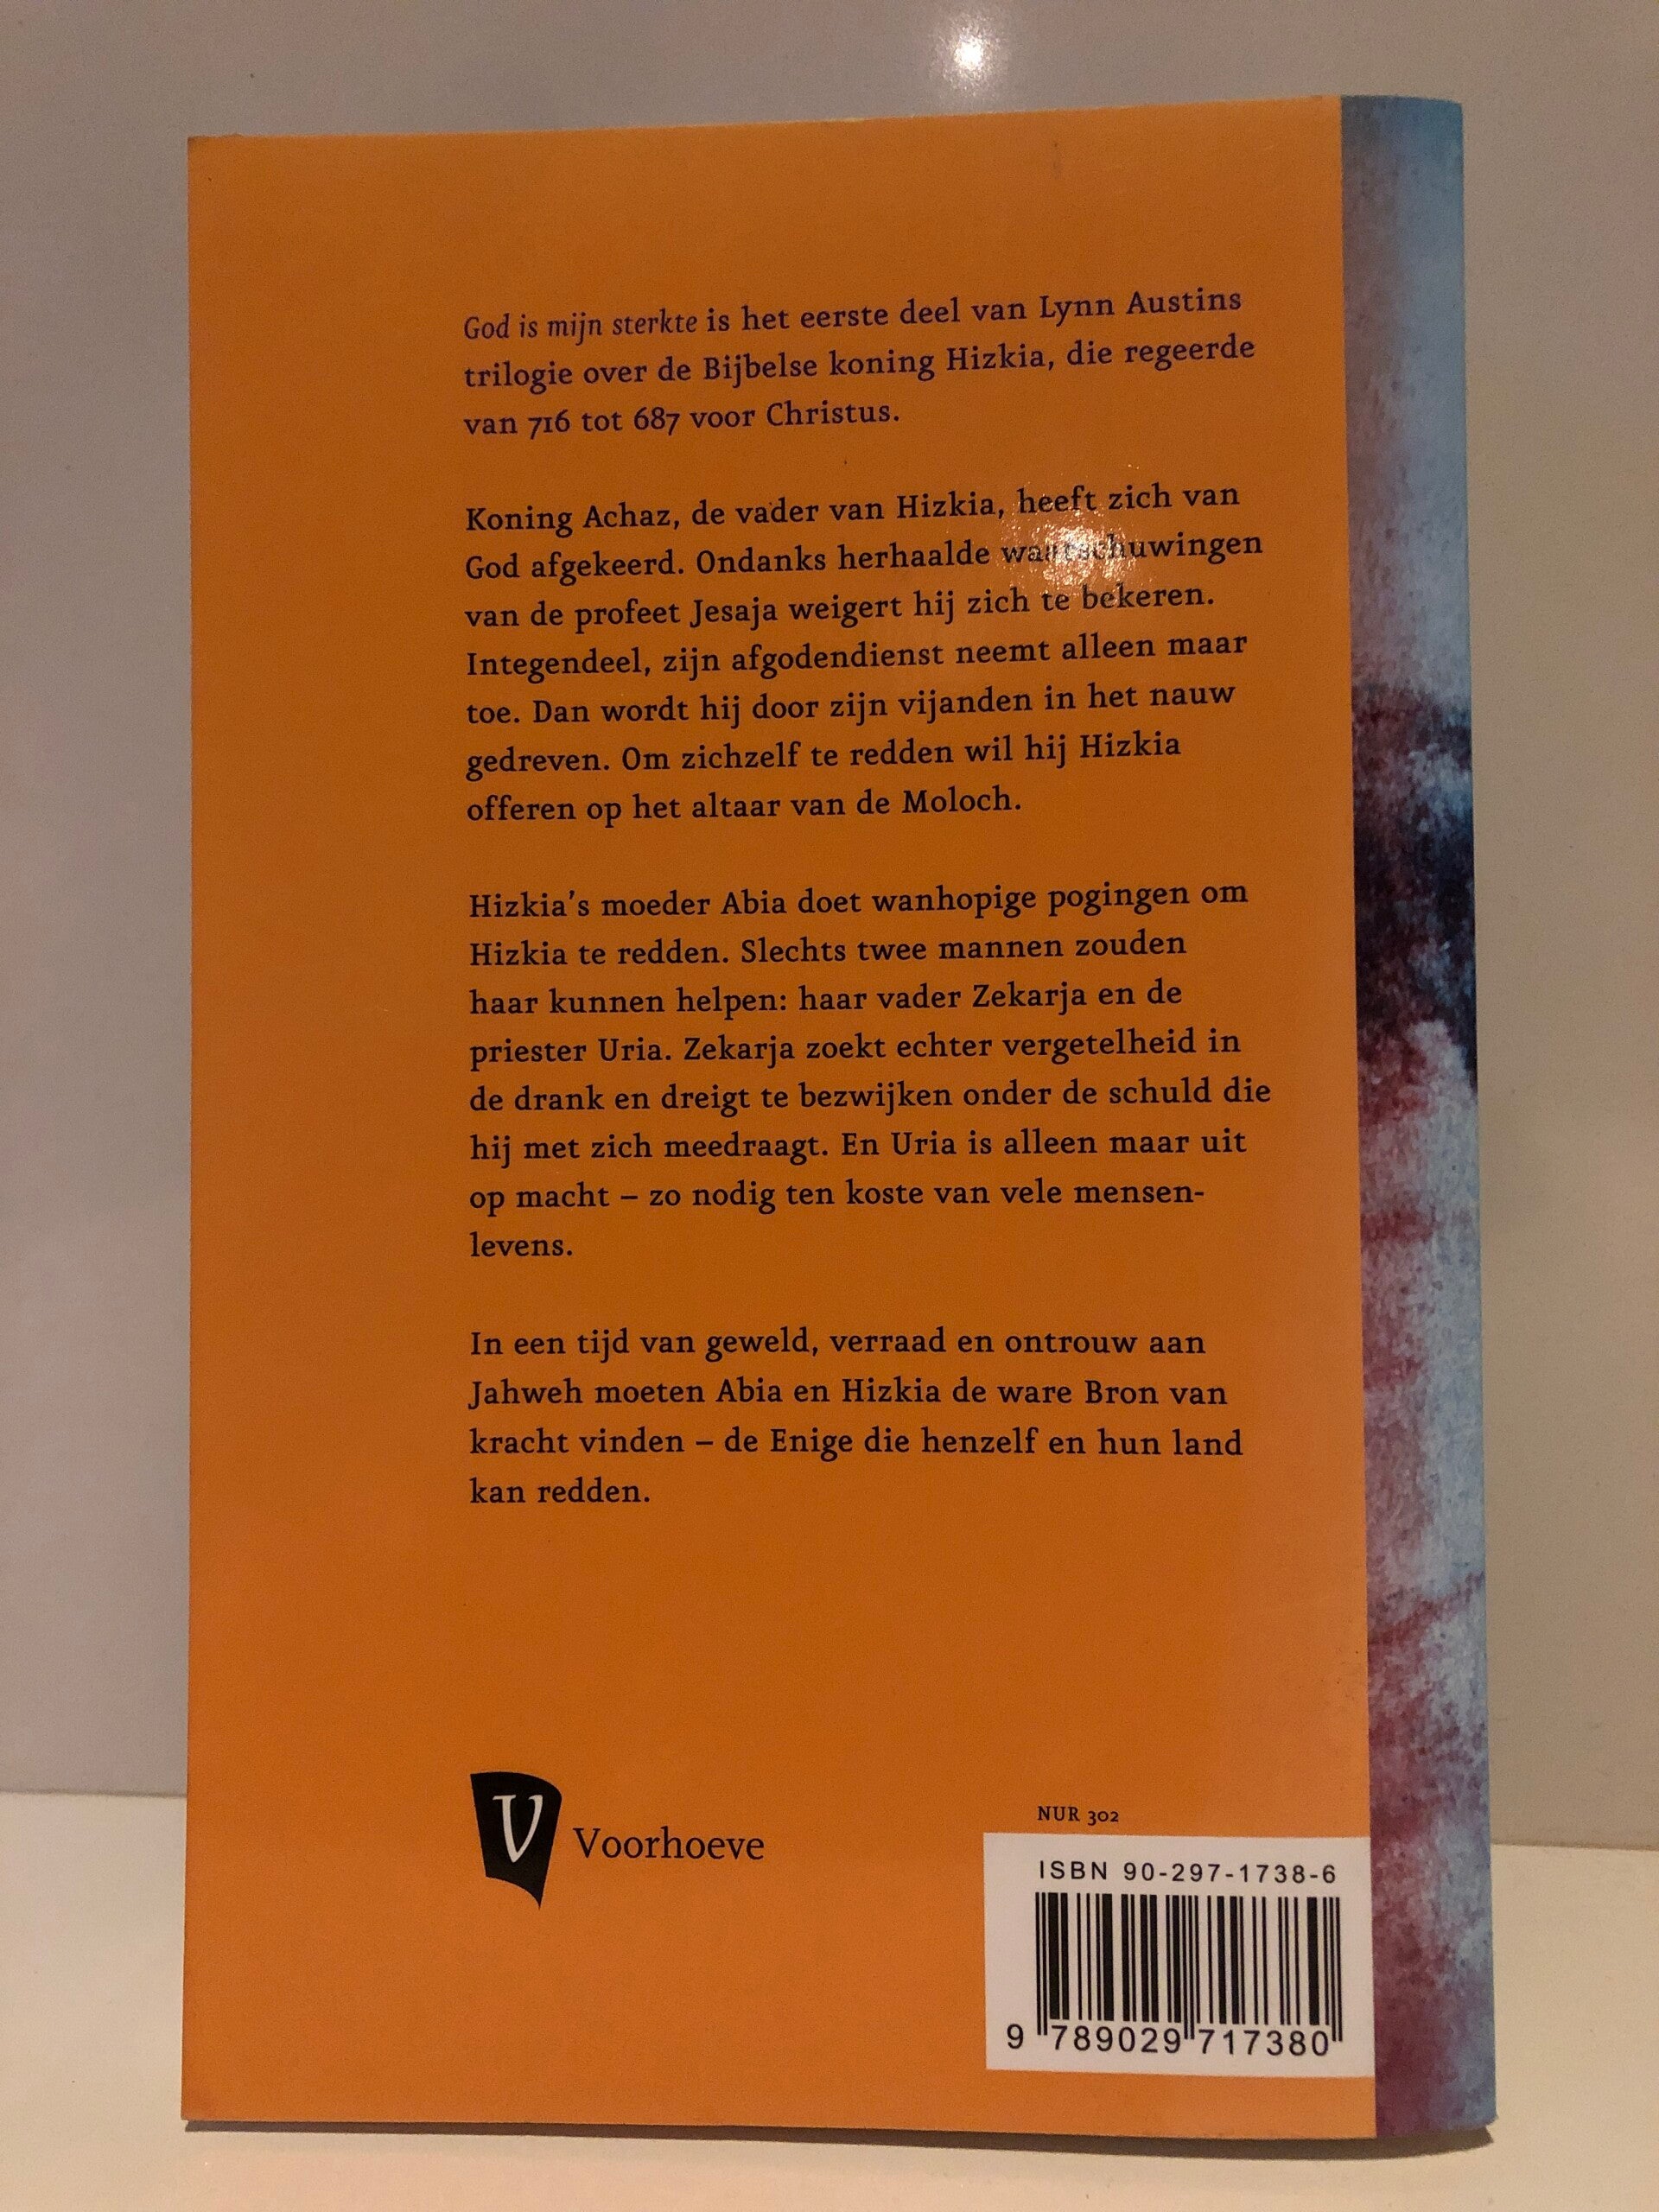 God is mijn sterkte is het eerste deel van Lynn Austins
trilogie over de Bijbelse koning Hizkia, die regeerde
van 716 tot 687 voor Christus.
Koning Achaz, de vader van Hizkia, heeft zich van
God afgekeerd. Ondanks herhaalde waarschuwingen
van de profeet Jesaja weigert hij zich te bekeren.
Integendeel, zijn afgodendienst neemt alleen maar
toe. Dan wordt hij door zijn vijanden in het nauw
gedreven. Om zichzelf te redden wil hij Hizkia
offeren op het altaar van de Moloch.
Hizkia's moeder Abia doet wanhopige pogingen om
Hizkia te redden. Slechts twee mannen zouden
haar kunnen helpen: haar vader Zekarja en de
priester Uria. Zekarja zoekt echter vergetelheid in
de drank en dreigt te bezwijken onder de schuld die
hij met zich meedraagt. En Uria is alleen maar uit
op macht – zo nodig ten koste van vele mensen-
levens.
In een tijd van geweld, verraad en ontrouw aan
Jahweh moeten Abia en Hizkia de ware Bron van
kracht vinden – de Enige die henzelf en hun land
kan redden.
V
Voorhoeve
NUR 302
ISBN 90-297-1738-6
9 789029 717380